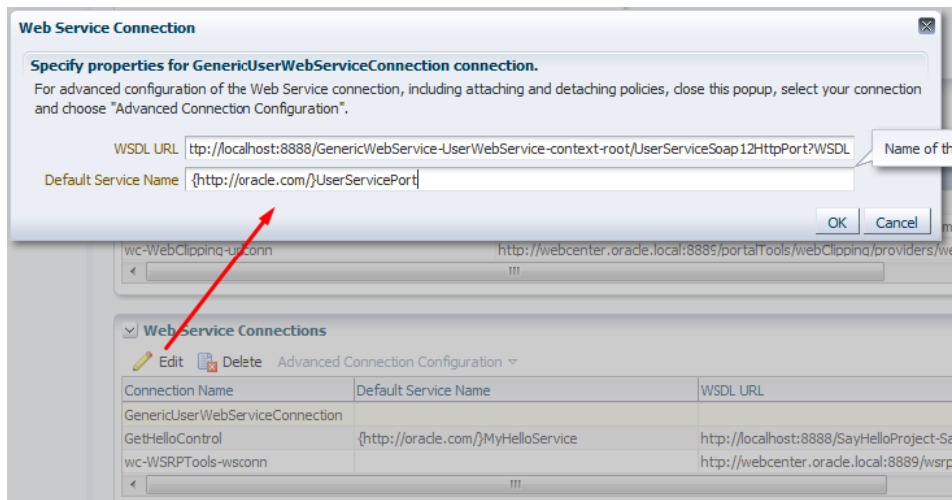 Web Service Connection
Specify properties for GenericUserWebServiceConnection connection.
For advanced configuration of the Web Service connection, including attaching and detaching policies, close this popup, select your connection
and choose "Advanced Connection Configuration".
WSDL URL ttp://localhost:8888/GenericWebService-UserWebService-context-root/UserServiceSoap12HttpPort?WSDL Name of th
Default Service Name {http://oracle.com/}UserServicePort
OK Cancel
wc-WebClipping-urlconn http://webcenter.oracle.local:8889/portalTools/webClipping/providers/we
Web Service Connections
Edit Delete Advanced Connection Configuration
Connection Name Default Service Name WSDL URL
GenericUserWebServiceConnection
GetHelloControl {http://oracle.com/}MyHelloService http://localhost:8888/SayHelloProject-Sa
wc-WSRPTools-wsconn http://webcenter.oracle.local:8889/wsrp